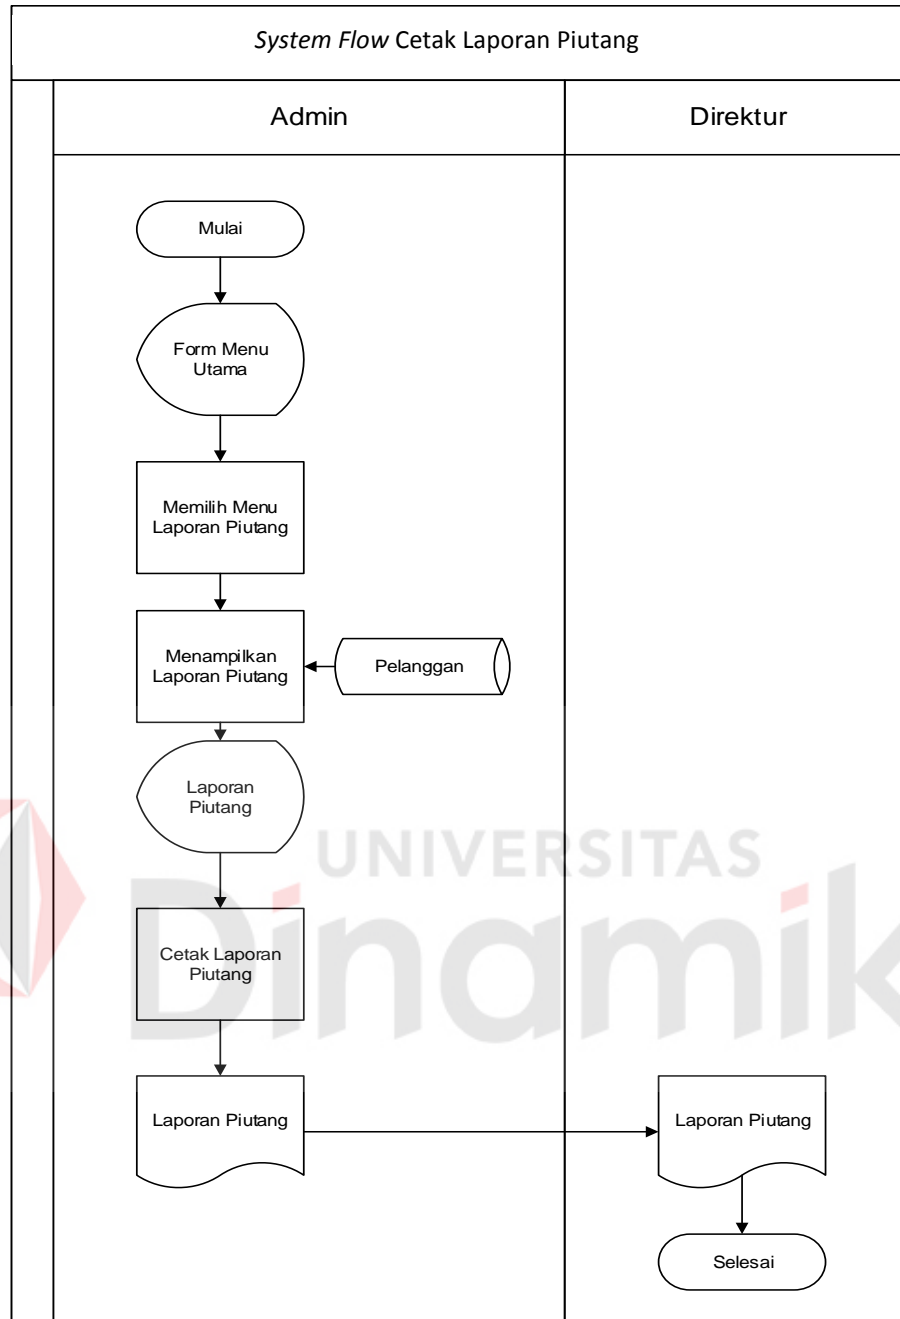 System Flow Cetak Laporan Piutang
Admin
Direktur
Mulai
Form Menu
Utama
Memilih Menu
Laporan Piutang
Menampilkan
Laporan Piutang
Pelanggan
Laporan
Piutang
UNIVERSITAS
Dinamik
Cetak Laporan
Piutang
Laporan Piutang
Laporan Piutang
Selesai